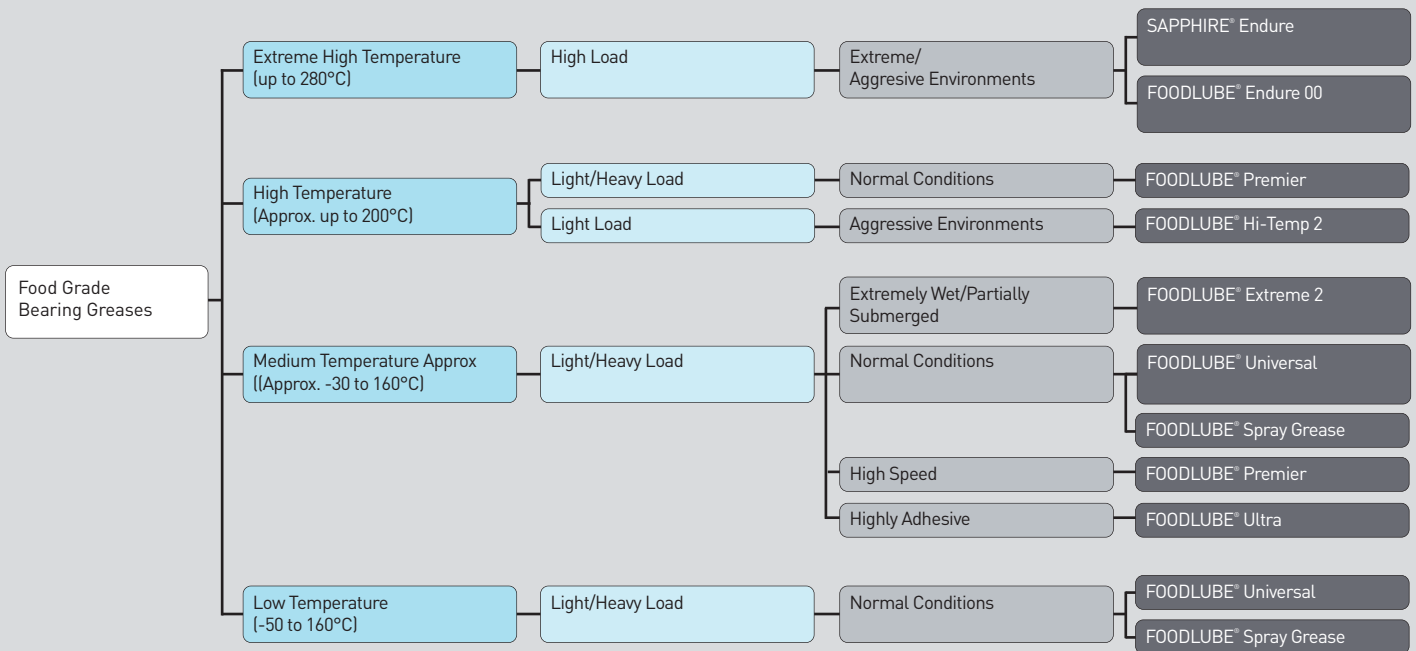 Food Grade
Bearing Greases
Extreme High Temperature
(up to 280°C)
High Load
Extreme/
Aggresive Environments
SAPPHIRE® Endure
FOODLUBE® Endure 00
High Temperature
(Approx. up to 200°C)
Light/Heavy Load
Normal Conditions
FOODLUBE® Premier
Light Load
Aggressive Environments
FOODLUBE® Hi-Temp 2
Medium Temperature Approx
((Approx. -30 to 160°C)
Light/Heavy Load
Extremely Wet/Partially
Submerged
FOODLUBE® Extreme 2
Normal Conditions
FOODLUBE® Universal
FOODLUBE® Spray Grease
High Speed
FOODLUBE® Premier
Highly Adhesive
FOODLUBE® Ultra
Low Temperature
(-50 to 160°C)
Light/Heavy Load
Normal Conditions
FOODLUBE® Universal
FOODLUBE® Spray Grease